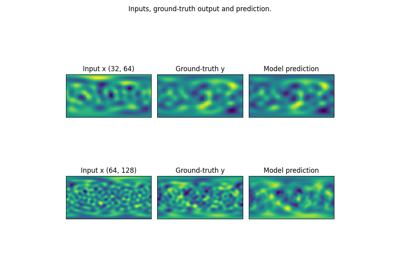 Inputs, ground-truth output and prediction.
Input x (32, 64)
Ground-truth y
Model prediction
Input x (64, 128)
Ground-truth y
Model prediction